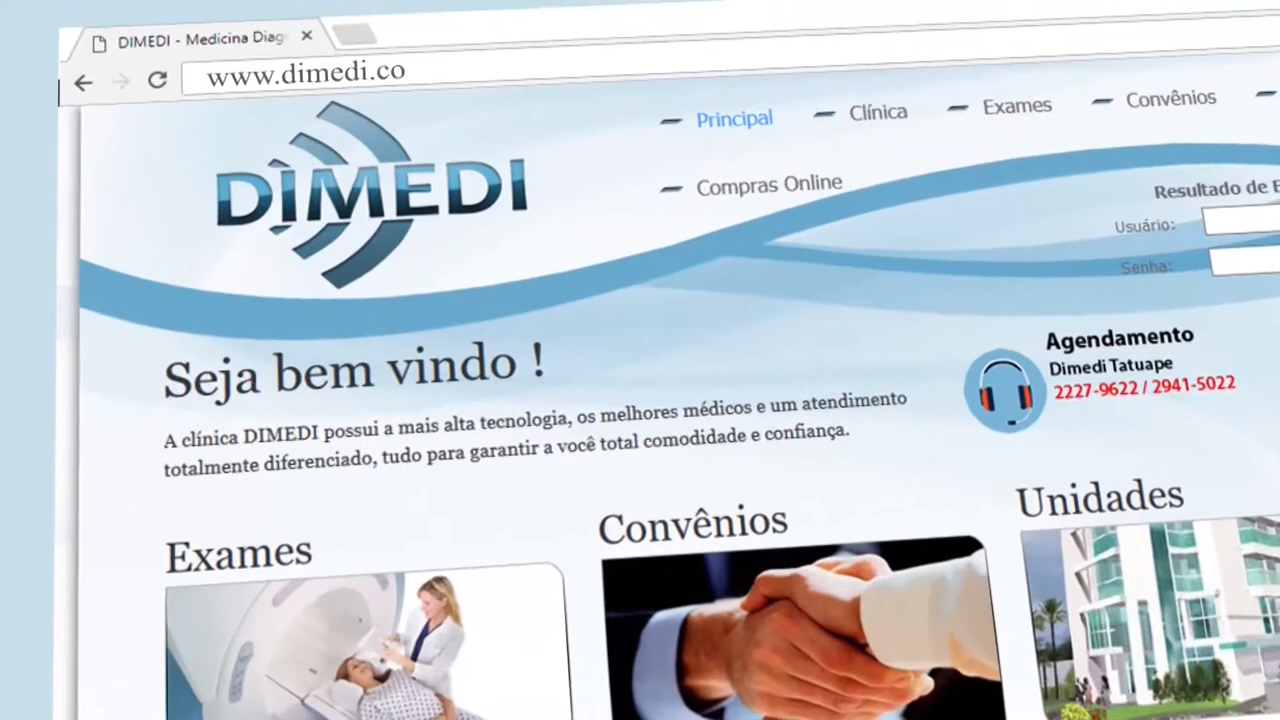 DIMEDI - Medicina Diag
www.dimedi.co
DIMEDI
Principal
Clínica
Exames
Convênios
Compras Online
Resultado de E
Usuário:
Senha:
Seja bem vindo !
A clínica DIMEDI possui a mais alta tecnologia, os melhores médicos e um atendimento
totalmente diferenciado, tudo para garantir a você total comodidade e confiança.
Agendamento
Dimedi Tatuape
2227-9622 / 2941-5022
Exames
Convênios
Unidades